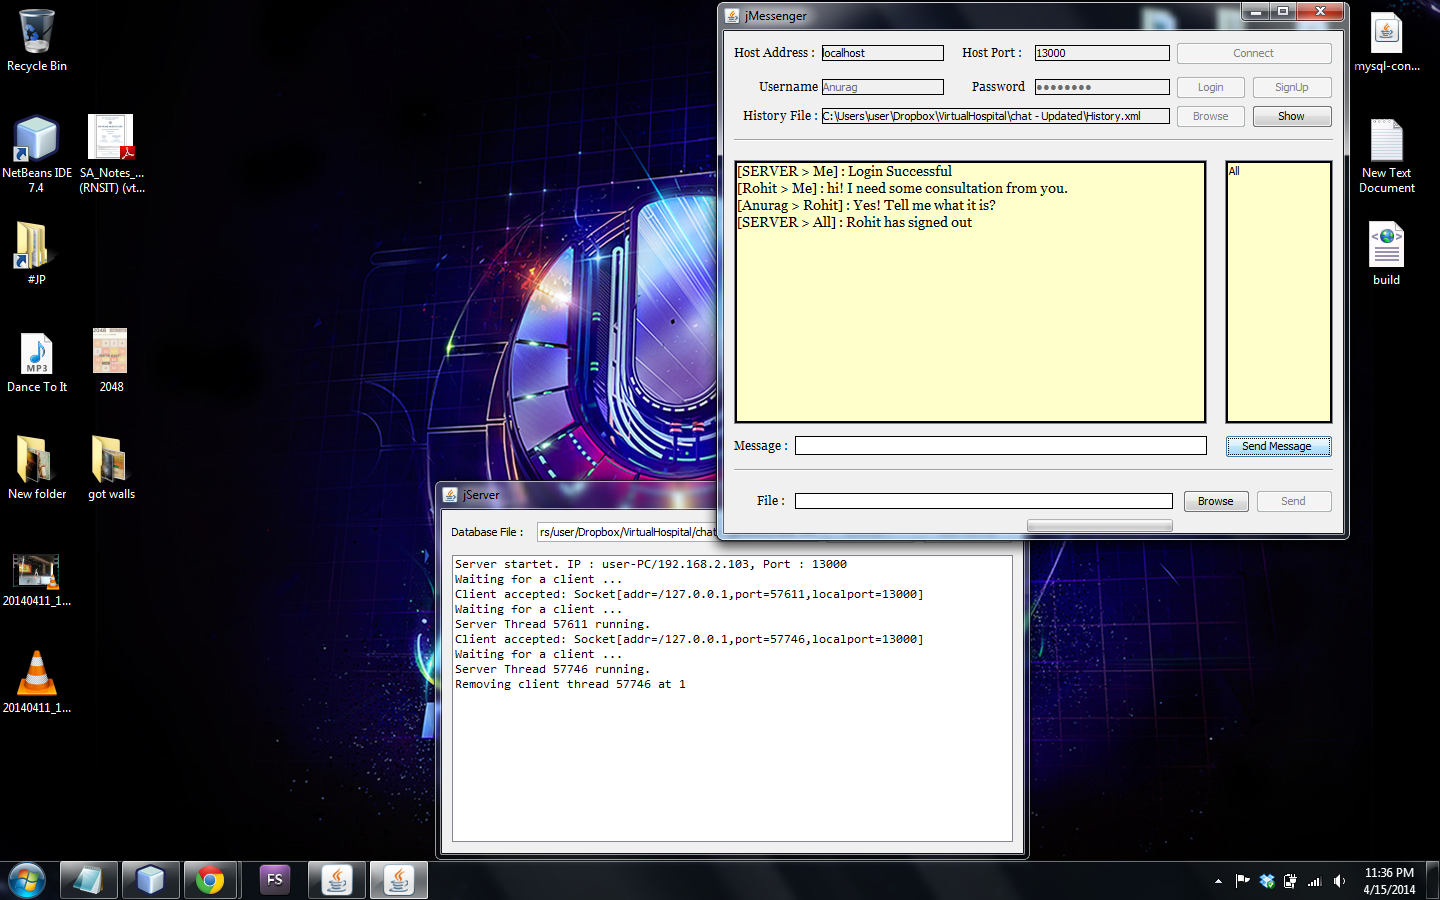 Recycle Bin
NetBeans IDE
7.4
SA_Notes_...
(RNSIT) (vt...
#JP
MP3
Dance To It
2048
2048
New folder
got walls
20140411_1...
20140411_1...
mysql-con...
New Text
Document
build
jMessenger
Host Address : localhost Host Port : 13000 Connect
Username Anurag Password ●●●●●●●● Login SignUp
History File : C:\Users\user\Dropbox\VirtualHospital\chat - Updated\History.xml Browse Show
[SERVER > Me] : Login Successful
[Rohit > Me] : hi! I need some consultation from you.
[Anurag > Rohit] : Yes! Tell me what it is?
[SERVER > All] : Rohit has signed out
All
Message : Send Message
File : Browse Send
jServer
Database File : rs/user/Dropbox/VirtualHospital/chat
Server startet. IP : user-PC/192.168.2.103, Port : 13000
Waiting for a client ...
Client accepted: Socket[addr=/127.0.0.1,port=57611,localport=13000]
Waiting for a client ...
Server Thread 57611 running.
Client accepted: Socket[addr=/127.0.0.1,port=57746,localport=13000]
Waiting for a client ...
Server Thread 57746 running.
Removing client thread 57746 at 1
FS
11:36 PM
4/15/2014